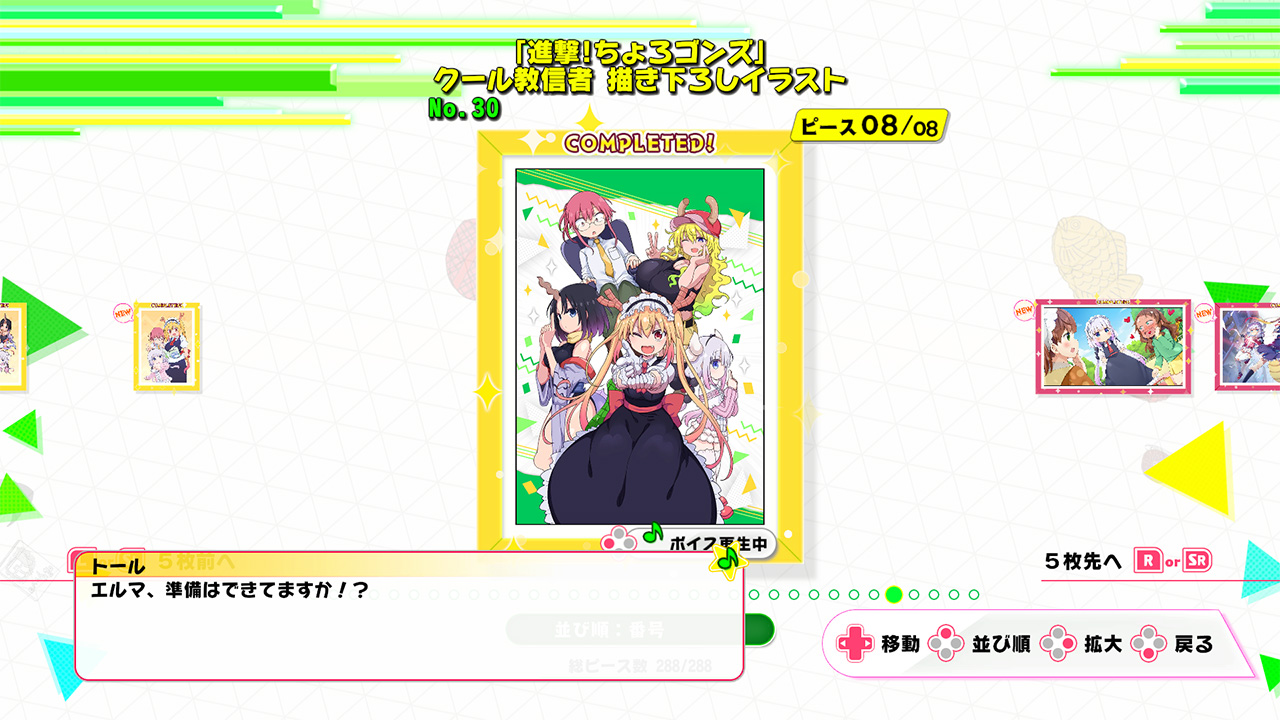 「進撃!ちょろゴンズ」
クール教信者 描き下ろしイラスト
No.30
ピース08/08
COMPLETED!
NEW
NEW
NEW
ボイス再生中
5枚前へ
5枚先へ R or SR
トール
エルマ、準備はできてますか!?
並び順:番号
総ピース数 288/288
移動 並び順 拡大 戻る